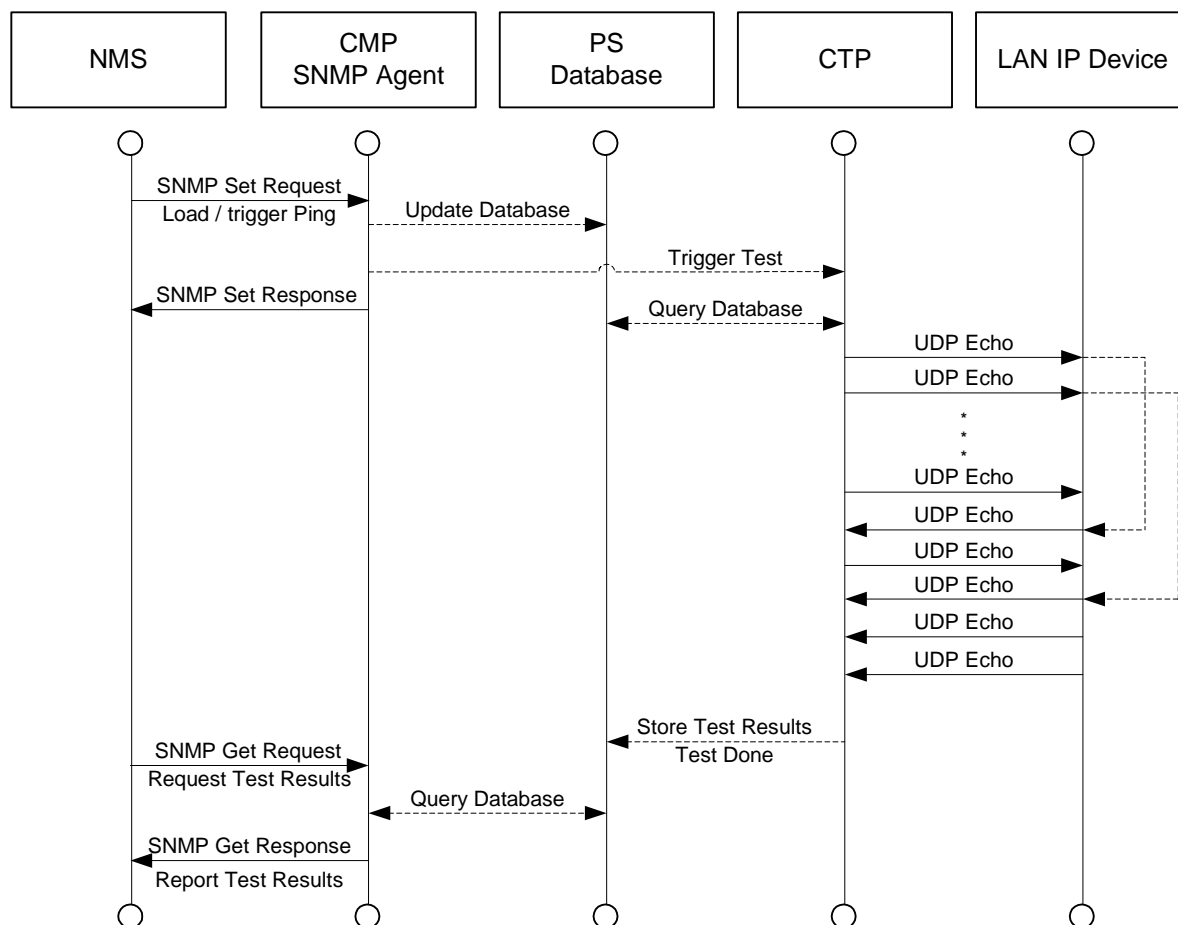 NMS
CMP
SNMP Agent
PS
Database
CTP
LAN IP Device
SNMP Set Request
Load / trigger Ping
Update Database
Trigger Test
SNMP Set Response
Query Database
UDP Echo
UDP Echo
*
*
*
UDP Echo
UDP Echo
UDP Echo
UDP Echo
UDP Echo
UDP Echo
Store Test Results
Test Done
SNMP Get Request
Request Test Results
Query Database
SNMP Get Response
Report Test Results